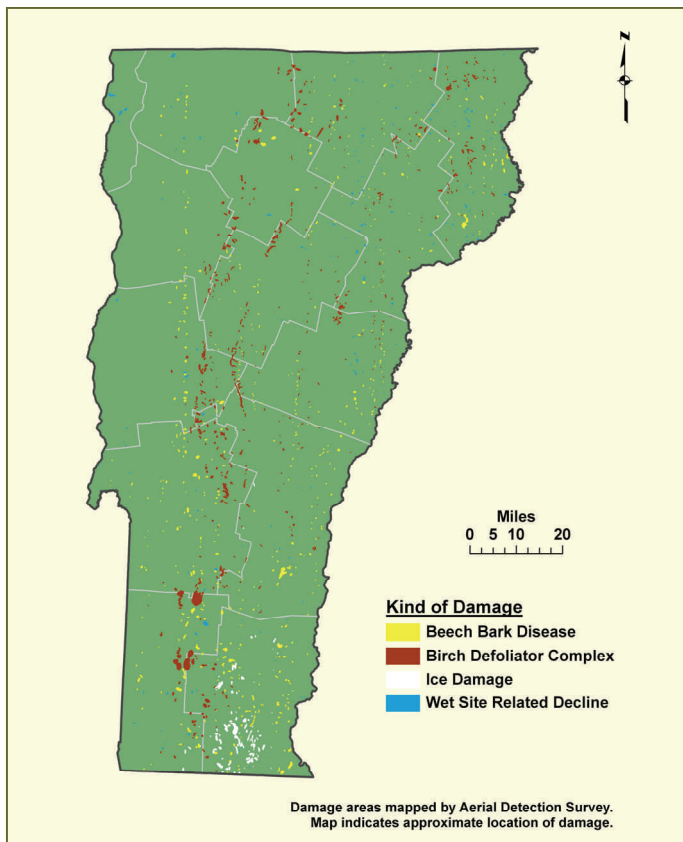 N
Miles
0 5 10 20
Kind of Damage
Beech Bark Disease
Birch Defoliator Complex
Ice Damage
Wet Site Related Decline
Damage areas mapped by Aerial Detection Survey.
Map indicates approximate location of damage.